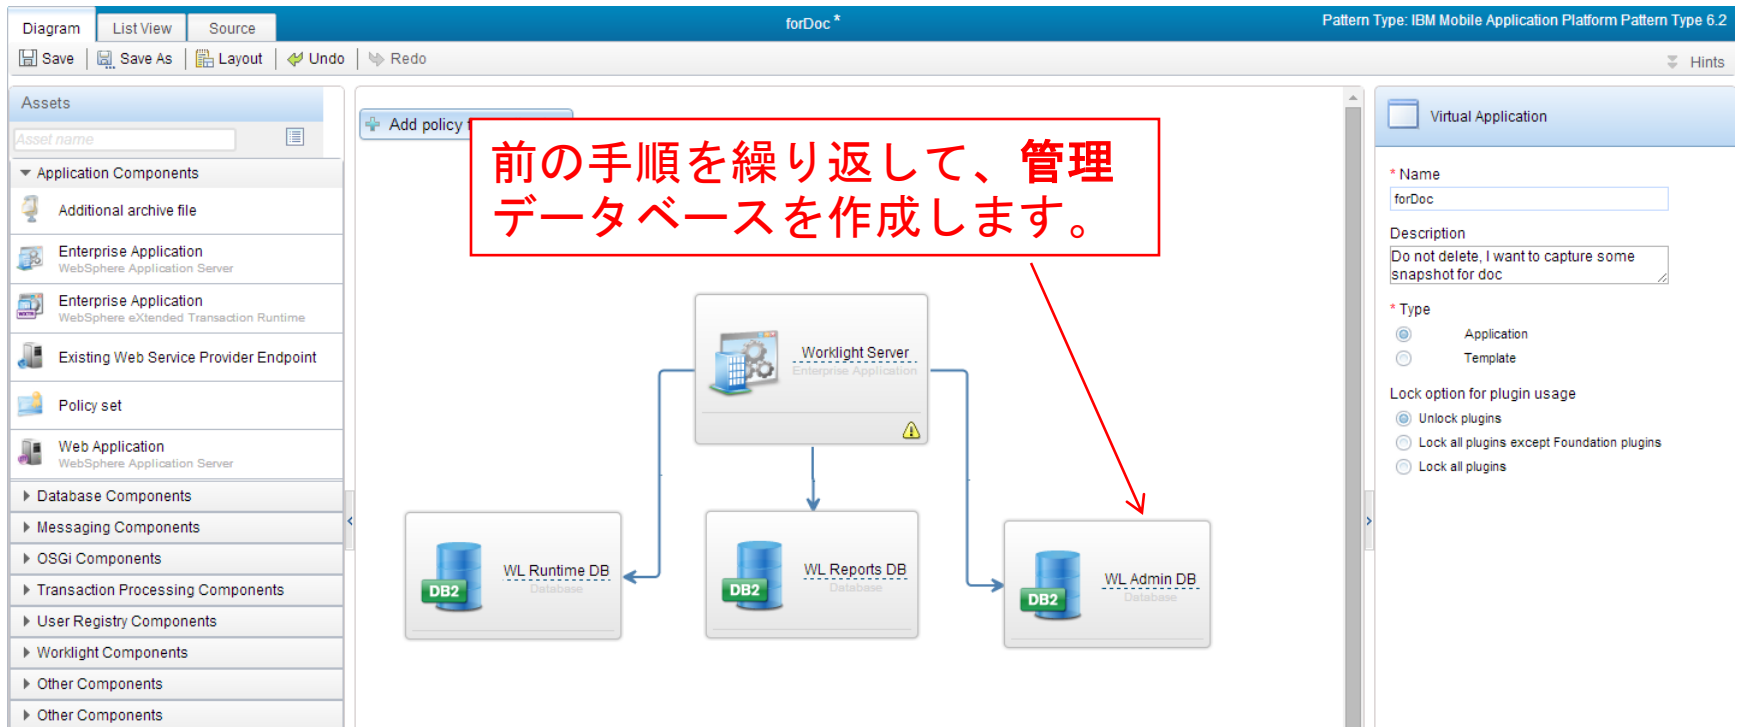 Diagram
List View
Source
forDoc *
Pattern Type: IBM Mobile Application Platform Pattern Type 6.2
Save
Save As
Layout
Undo
Redo
Hints
Assets
Asset name
Application Components
Additional archive file
Enterprise Application
WebSphere Application Server
Enterprise Application
WebSphere eXtended Transaction Runtime
Existing Web Service Provider Endpoint
Policy set
Web Application
WebSphere Application Server
Database Components
Messaging Components
OSGi Components
Transaction Processing Components
User Registry Components
Worklight Components
Other Components
Other Components
Add policy
前の手順を繰り返して、管理
データベースを作成します。
Worklight Server
Enterprise Application
DB2
WL Runtime DB
Database
DB2
WL Reports DB
Database
DB2
WL Admin DB
Database
Virtual Application
* Name
forDoc
Description
Do not delete, I want to capture some
snapshot for doc
* Type
Application
Template
Lock option for plugin usage
Unlock plugins
Lock all plugins except Foundation plugins
Lock all plugins